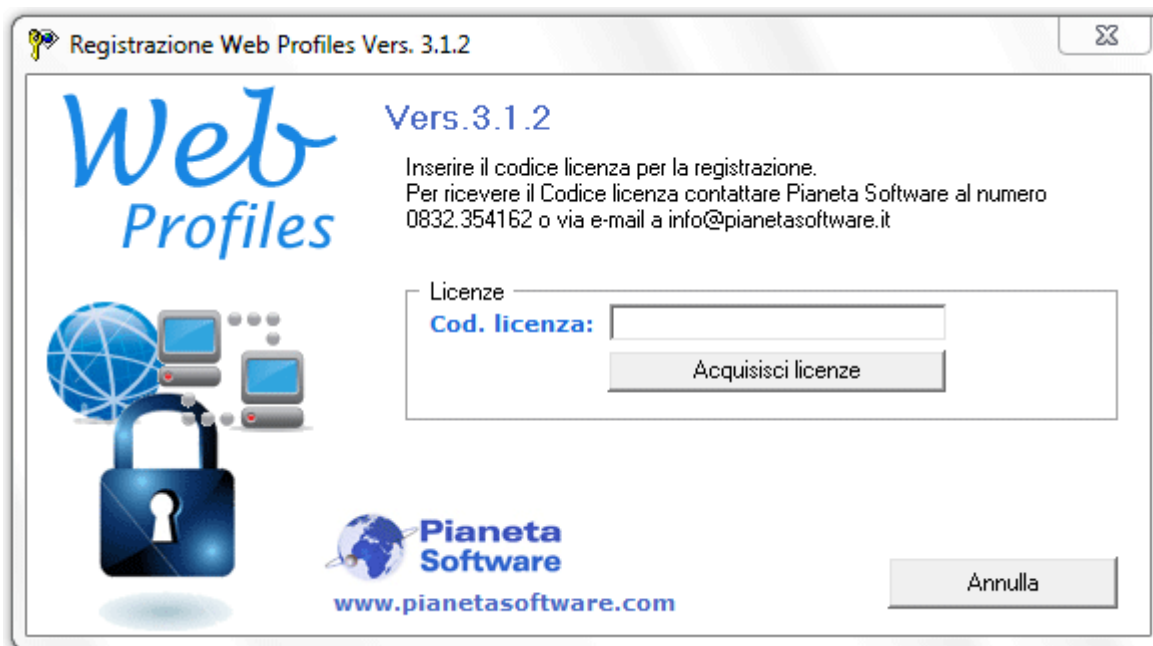 Registrazione Web Profiles Vers. 3.1.2
Web
Profiles
Vers.3.1.2
Inserire il codice licenza per la registrazione.
Per ricevere il Codice licenza contattare Pianeta Software al numero
0832.354162 o via e-mail a info@pianetasoftware.it
Licenze
Cod. licenza:
Acquisisci licenze
Pianeta
Software
www.pianetasoftware.com
Annulla